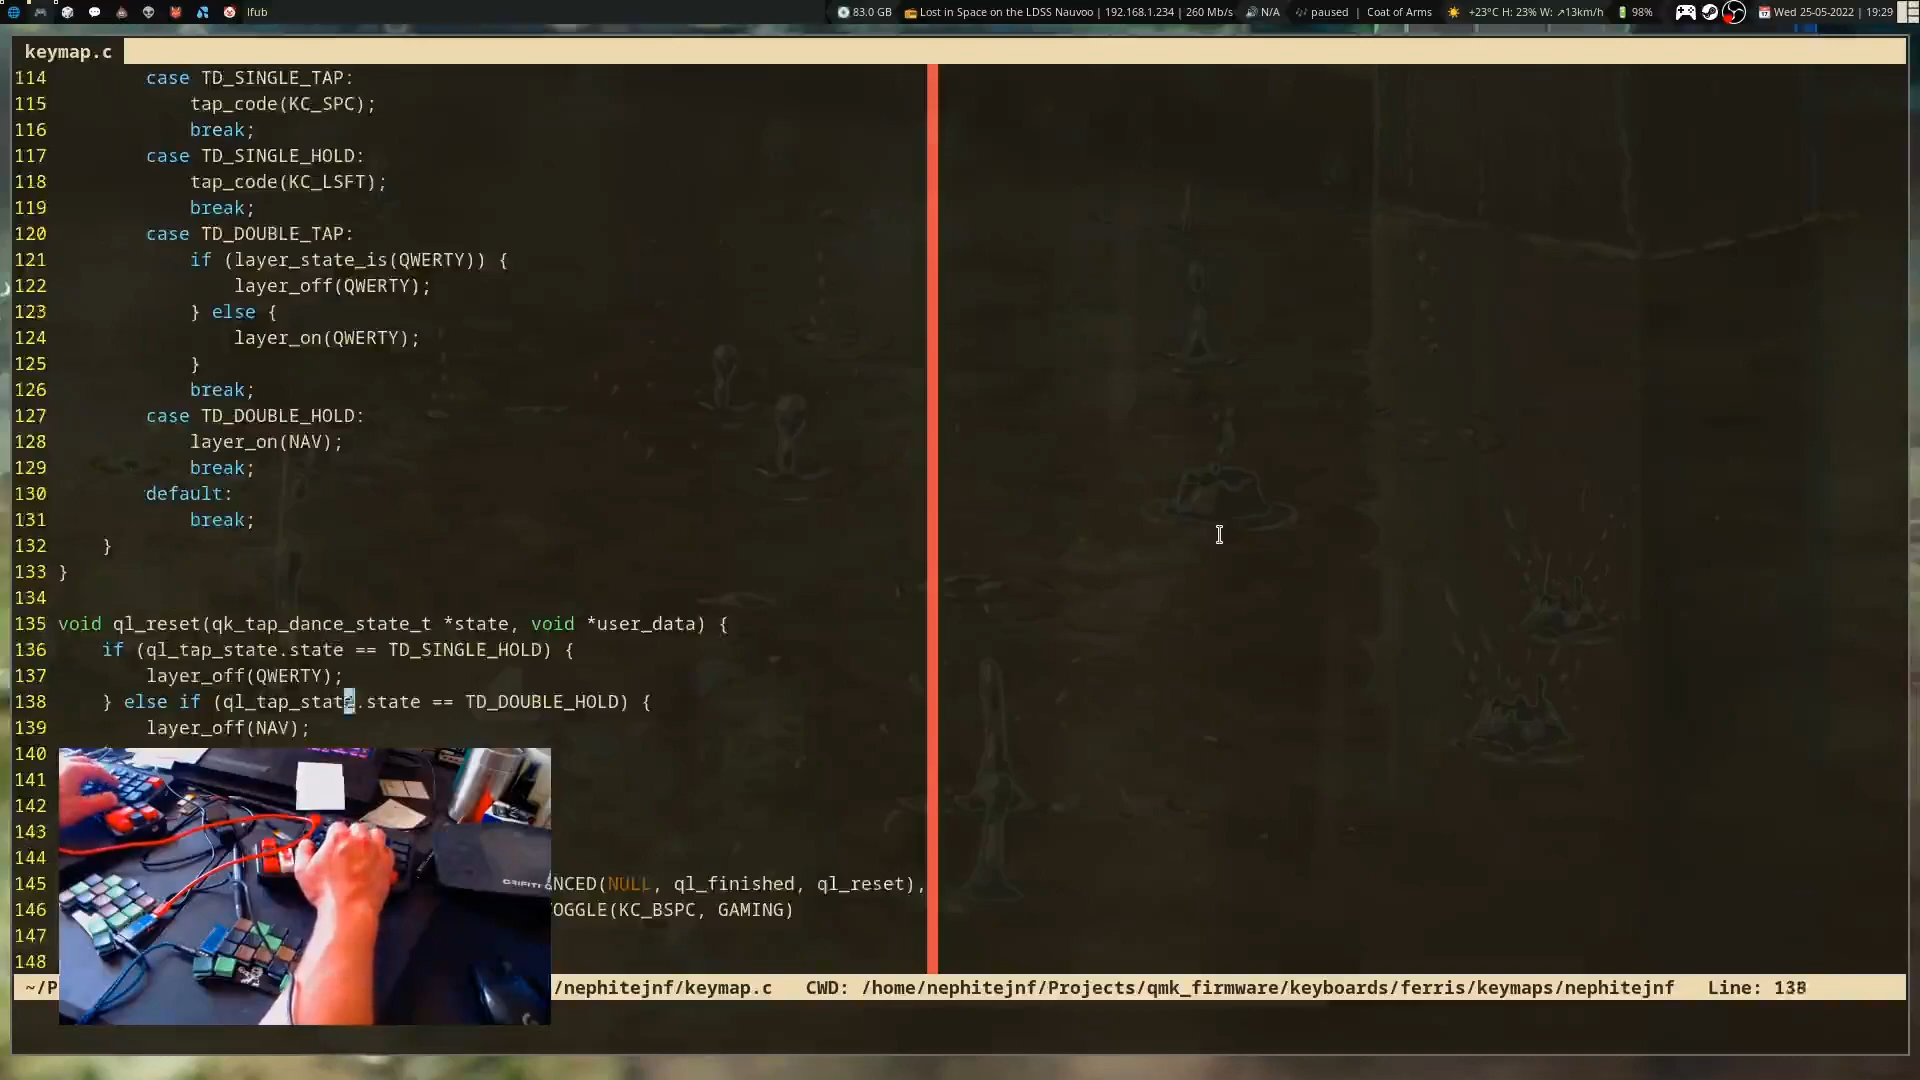 lfub
83.0 GB
Lost in Space on the LDSS Nauvoo | 192.168.1.234 | 260 Mb/s
N/A
paused | Coat of Arms
+23°C H: 23% W: ↗13km/h
98%
Wed 25-05-2022 | 19:29
keymap.c
114 case TD_SINGLE_TAP:
115 tap_code(KC_SPC);
116 break;
117 case TD_SINGLE_HOLD:
118 tap_code(KC_LSFT);
119 break;
120 case TD_DOUBLE_TAP:
121 if (layer_state_is(QWERTY)) {
122 layer_off(QWERTY);
123 } else {
124 layer_on(QWERTY);
125 }
126 break;
127 case TD_DOUBLE_HOLD:
128 layer_on(NAV);
129 break;
130 default:
131 break;
132 }
133 }
134
135 void ql_reset(qk_tap_dance_state_t *state, void *user_data) {
136 if (ql_tap_state.state == TD_SINGLE_HOLD) {
137 layer_off(QWERTY);
138 } else if (ql_tap_state.state == TD_DOUBLE_HOLD) {
139 layer_off(NAV);
140
141
142
143
144
145 NCED(NULL, ql_finished, ql_reset),
146 OGGLE(KC_BSPC, GAMING)
147
148
~/P /nephitejnf/keymap.c CWD: /home/nephitejnf/Projects/qmk_firmware/keyboards/ferris/keymaps/nephitejnf Line: 138